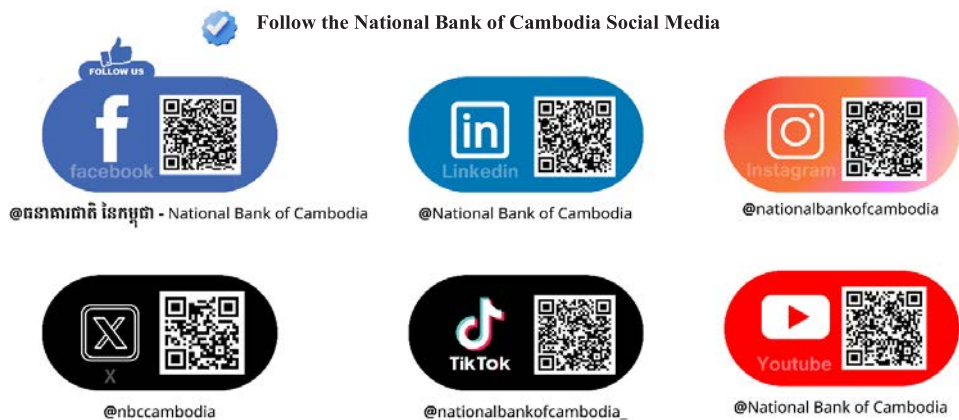 Follow the National Bank of Cambodia Social Media
FOLLOW US
facebook
@ធនាគារជាតិ នៃកម្ពុជា - National Bank of Cambodia
in
Linkedin
@National Bank of Cambodia
Instagram
@nationalbankofcambodia
X
@nbccambodia
TikTok
@nationalbankofcambodia_
Youtube
@National Bank of Cambodia